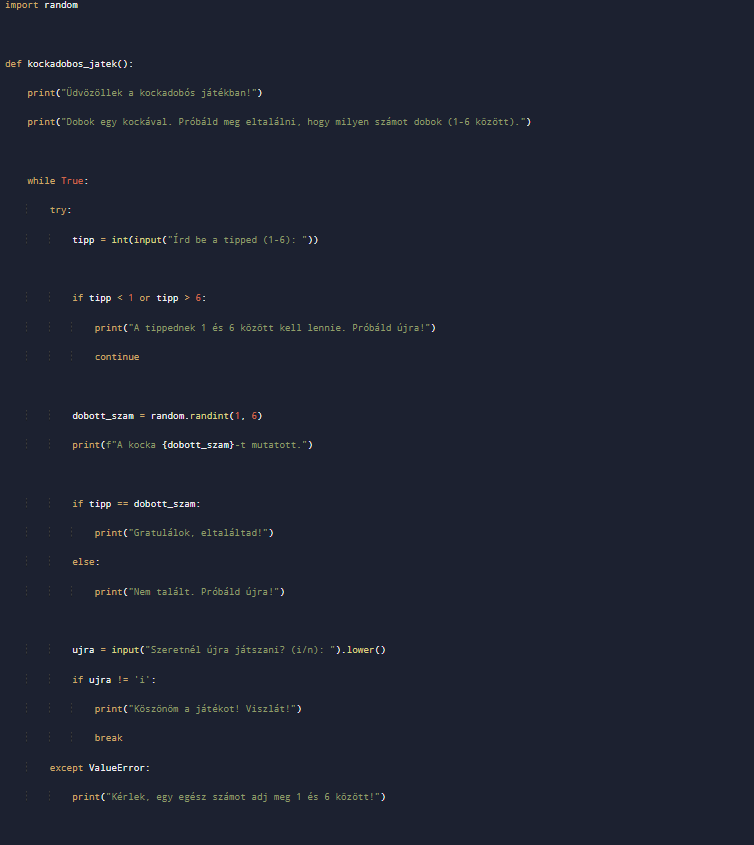 import random
def kockadobos_jatek():
    print("Üdvözöllek a kockadobós játékban!")
    print("Dobok egy kockával. Próbáld meg eltalálni, hogy milyen számot dobok (1-6 között).")
    while True:
        try:
            tipp = int(input("Írd be a tipped (1-6): "))
            if tipp < 1 or tipp > 6:
                print("A tippednek 1 és 6 között kell lennie. Próbáld újra!")
                continue
            dobott_szam = random.randint(1, 6)
            print(f"A kocka {dobott_szam}-t mutatott.")
            if tipp == dobott_szam:
                print("Gratulálok, eltaláltad!")
            else:
                print("Nem talált. Próbáld újra!")
            ujra = input("Szeretnél újra játszani? (i/n): ").lower()
            if ujra != 'i':
                print("Köszönöm a játékot! Viszlát!")
                break
        except ValueError:
            print("Kérlek, egy egész számot adj meg 1 és 6 között!")